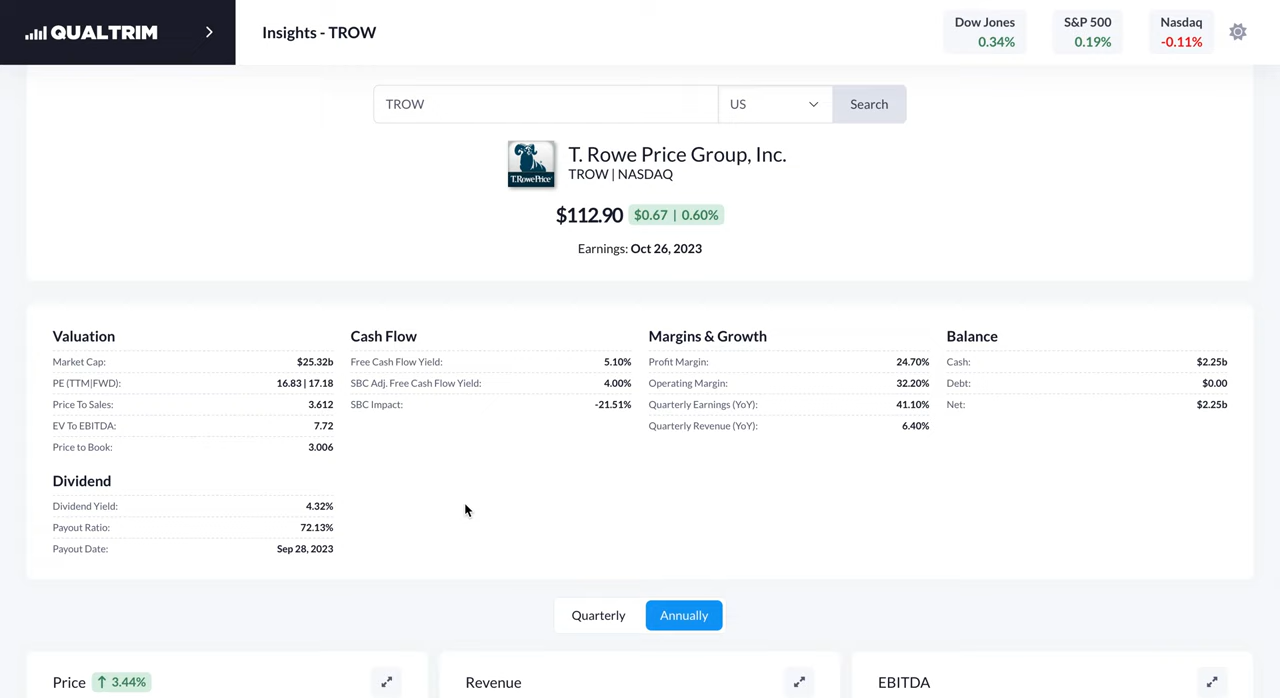 QUALTRIM
Insights - TROW
Dow Jones
0.34%
S&P 500
0.19%
Nasdaq
-0.11%
TROW
US
Search
T.RowePrice
T. Rowe Price Group, Inc.
TROW | NASDAQ
$112.90 $0.67 | 0.60%
Earnings: Oct 26, 2023
Valuation
Market Cap: $25.32b
PE (TTM|FWD): 16.83 | 17.18
Price To Sales: 3.612
EV To EBITDA: 7.72
Price to Book: 3.006
Dividend
Dividend Yield: 4.32%
Payout Ratio: 72.13%
Payout Date: Sep 28, 2023
Cash Flow
Free Cash Flow Yield: 5.10%
SBC Adj. Free Cash Flow Yield: 4.00%
SBC Impact: -21.51%
Margins & Growth
Profit Margin: 24.70%
Operating Margin: 32.20%
Quarterly Earnings (YoY): 41.10%
Quarterly Revenue (YoY): 6.40%
Balance
Cash: $2.25b
Debt: $0.00
Net: $2.25b
Quarterly
Annually
Price ↑ 3.44%
Revenue
EBITDA